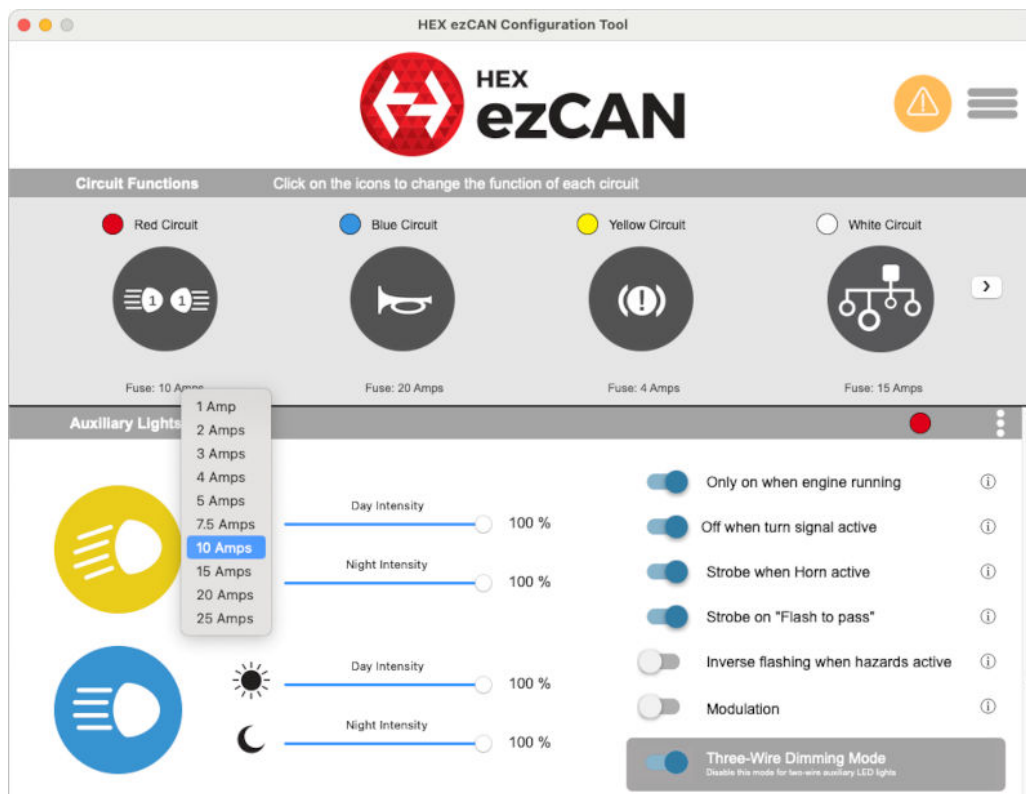 HEX ezCAN Configuration Tool
HEX
ezCAN
Circuit Functions
Click on the icons to change the function of each circuit
Red Circuit
Blue Circuit
Yellow Circuit
White Circuit
1 1
Fuse: 10 Amps
Fuse: 20 Amps
Fuse: 4 Amps
Fuse: 15 Amps
1 Amp
2 Amps
3 Amps
4 Amps
5 Amps
7.5 Amps
10 Amps
15 Amps
20 Amps
25 Amps
Auxiliary Lights
Day Intensity
100 %
Night Intensity
100 %
Day Intensity
100 %
Night Intensity
100 %
Only on when engine running
Off when turn signal active
Strobe when Horn active
Strobe on "Flash to pass"
Inverse flashing when hazards active
Modulation
Three-Wire Dimming Mode
Disable this mode for two-wire auxiliary LED lights